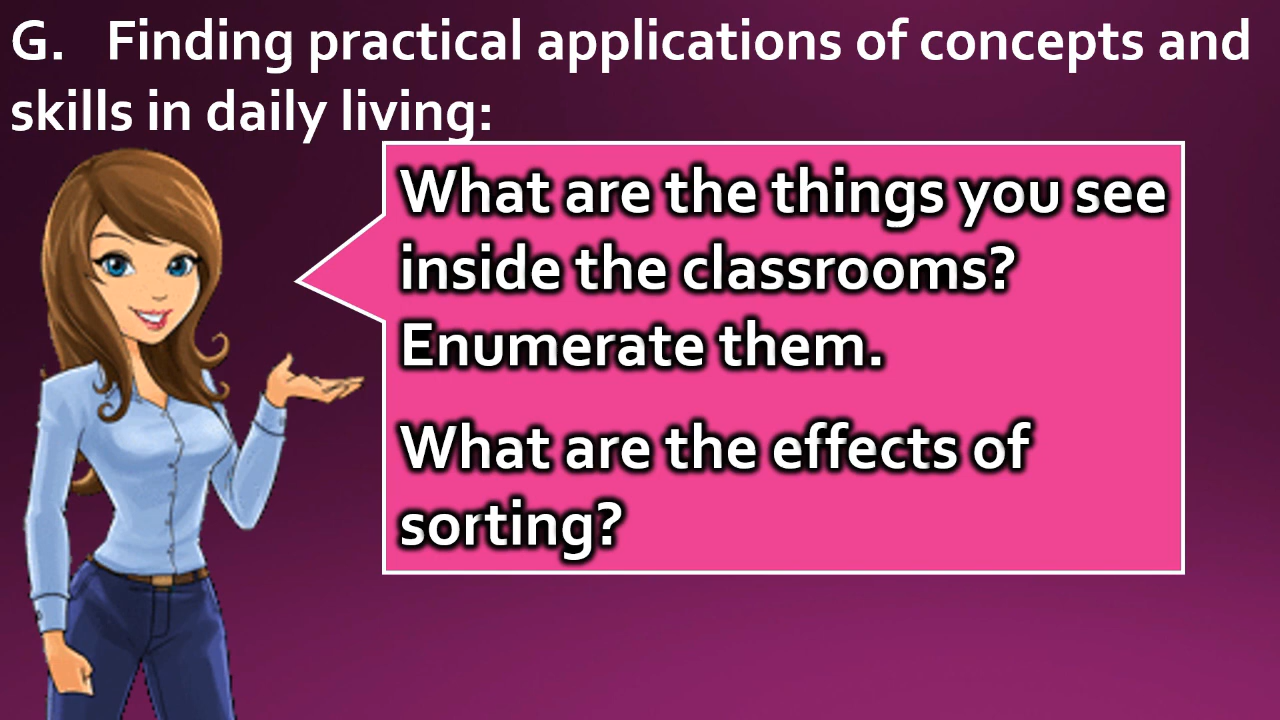 G. Finding practical applications of concepts and
skills in daily living:
What are the things you see
inside the classrooms?
Enumerate them.
What are the effects of
sorting?